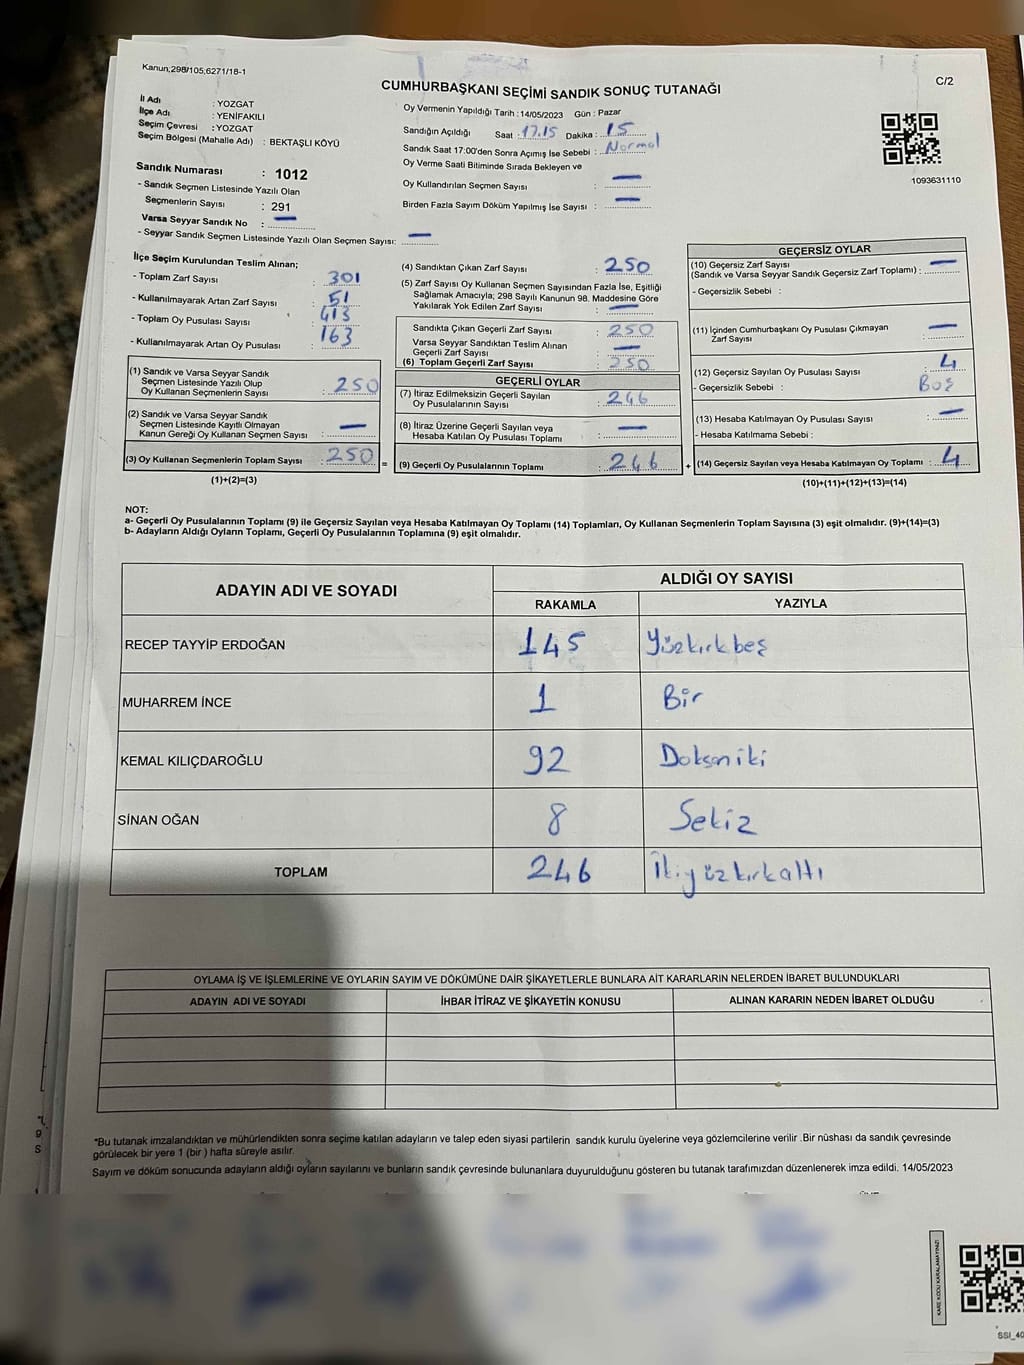 Kanun;298/105,6271/18-1
C/2
CUMHURBAŞKANI SEÇİMİ SANDIK SONUÇ TUTANAĞI
İl Adı : YOZGAT
İlçe Adı : YENİFAKILI
Seçim Çevresi : YOZGAT
Seçim Bölgesi (Mahalle Adı) : BEKTAŞLI KÖYÜ
Sandık Numarası : 1012
- Sandık Seçmen Listesinde Yazılı Olan
Seçmenlerin Sayısı : 291
Varsa Seyyar Sandık No : —
- Seyyar Sandık Seçmen Listesinde Yazılı Olan Seçmen Sayısı: —
Oy Vermenin Yapıldığı Tarih : 14/05/2023 Gün : Pazar
Sandığın Açıldığı Saat : 17.15 Dakika : 15
Sandık Saat 17:00'den Sonra Açımış İse Sebebi : Normal
Oy Verme Saati Bitiminde Sırada Bekleyen ve
Oy Kullandırılan Seçmen Sayısı : —
Birden Fazla Sayım Döküm Yapılmış İse Sayısı : —
1093631110
İlçe Seçim Kurulundan Teslim Alınan;
- Toplam Zarf Sayısı : 301
- Kullanılmayarak Artan Zarf Sayısı : 51
- Toplam Oy Pusulası Sayısı : 413
- Kullanılmayarak Artan Oy Pusulası : 163
(1) Sandık ve Varsa Seyyar Sandık
Seçmen Listesinde Yazılı Olup
Oy Kullanan Seçmenlerin Sayısı : 250
(2) Sandık ve Varsa Seyyar Sandık
Seçmen Listesinde Kayıtlı Olmayan
Kanun Gereği Oy Kullanan Seçmen Sayısı : —
(3) Oy Kullanan Seçmenlerin Toplam Sayısı : 250 =
(1)+(2)=(3)
(4) Sandıktan Çıkan Zarf Sayısı : 250
(5) Zarf Sayısı Oy Kullanan Seçmen Sayısından Fazla İse, Eşitliği
Sağlamak Amacıyla; 298 Sayılı Kanunun 98. Maddesine Göre
Yakılarak Yok Edilen Zarf Sayısı : —
Sandıkta Çıkan Geçerli Zarf Sayısı : 250
Varsa Seyyar Sandıktan Teslim Alınan
Geçerli Zarf Sayısı : —
(6) Toplam Geçerli Zarf Sayısı : 250
GEÇERLİ OYLAR
(7) İtiraz Edilmeksizin Geçerli Sayılan
Oy Pusulalarının Sayısı : 246
(8) İtiraz Üzerine Geçerli Sayılan veya
Hesaba Katılan Oy Pusulası Toplamı : —
(9) Geçerli Oy Pusulalarının Toplamı : 246 +
GEÇERSİZ OYLAR
(10) Geçersiz Zarf Sayısı
(Sandık ve Varsa Seyyar Sandık Geçersiz Zarf Toplamı) : —
- Geçersizlik Sebebi :
(11) İçinden Cumhurbaşkanı Oy Pusulası Çıkmayan
Zarf Sayısı : —
(12) Geçersiz Sayılan Oy Pusulası Sayısı : 4
- Geçersizlik Sebebi : Boş
(13) Hesaba Katılmayan Oy Pusulası Sayısı : —
- Hesaba Katılmama Sebebi :
(14) Geçersiz Sayılan veya Hesaba Katılmayan Oy Toplamı : 4
(10)+(11)+(12)+(13)=(14)
NOT:
a- Geçerli Oy Pusulalarının Toplamı (9) ile Geçersiz Sayılan veya Hesaba Katılmayan Oy Toplamı (14) Toplamları, Oy Kullanan Seçmenlerin Toplam Sayısına (3) eşit olmalıdır. (9)+(14)=(3)
b- Adayların Aldığı Oyların Toplamı, Geçerli Oy Pusulalarının Toplamına (9) eşit olmalıdır.
ADAYIN ADI VE SOYADI
ALDIĞI OY SAYISI
RAKAMLA YAZIYLA
RECEP TAYYİP ERDOĞAN 145 Yüzkırkbeş
MUHARREM İNCE 1 Bir
KEMAL KILIÇDAROĞLU 92 Doksaniki
SİNAN OĞAN 8 Sekiz
TOPLAM 246 İkiyüzkırkaltı
OYLAMA İŞ VE İŞLEMLERİNE VE OYLARIN SAYIM VE DÖKÜMÜNE DAİR ŞİKAYETLERLE BUNLARA AİT KARARLARIN NELERDEN İBARET BULUNDUKLARI
ADAYIN ADI VE SOYADI İHBAR İTİRAZ VE ŞİKAYETİN KONUSU ALINAN KARARIN NEDEN İBARET OLDUĞU
*Bu tutanak imzalandıktan ve mühürlendikten sonra seçime katılan adayların ve talep eden siyasi partilerin sandık kurulu üyelerine veya gözlemcilerine verilir .Bir nüshası da sandık çevresinde
görülecek bir yere 1 (bir ) hafta süreyle asılır.
Sayım ve döküm sonucunda adayların aldığı oyların sayılarını ve bunların sandık çevresinde bulunanlara duyurulduğunu gösteren bu tutanak tarafımızdan düzenlenerek imza edildi. 14/05/2023
KARE KODU KARALAMAYINIZ!
SSI_40